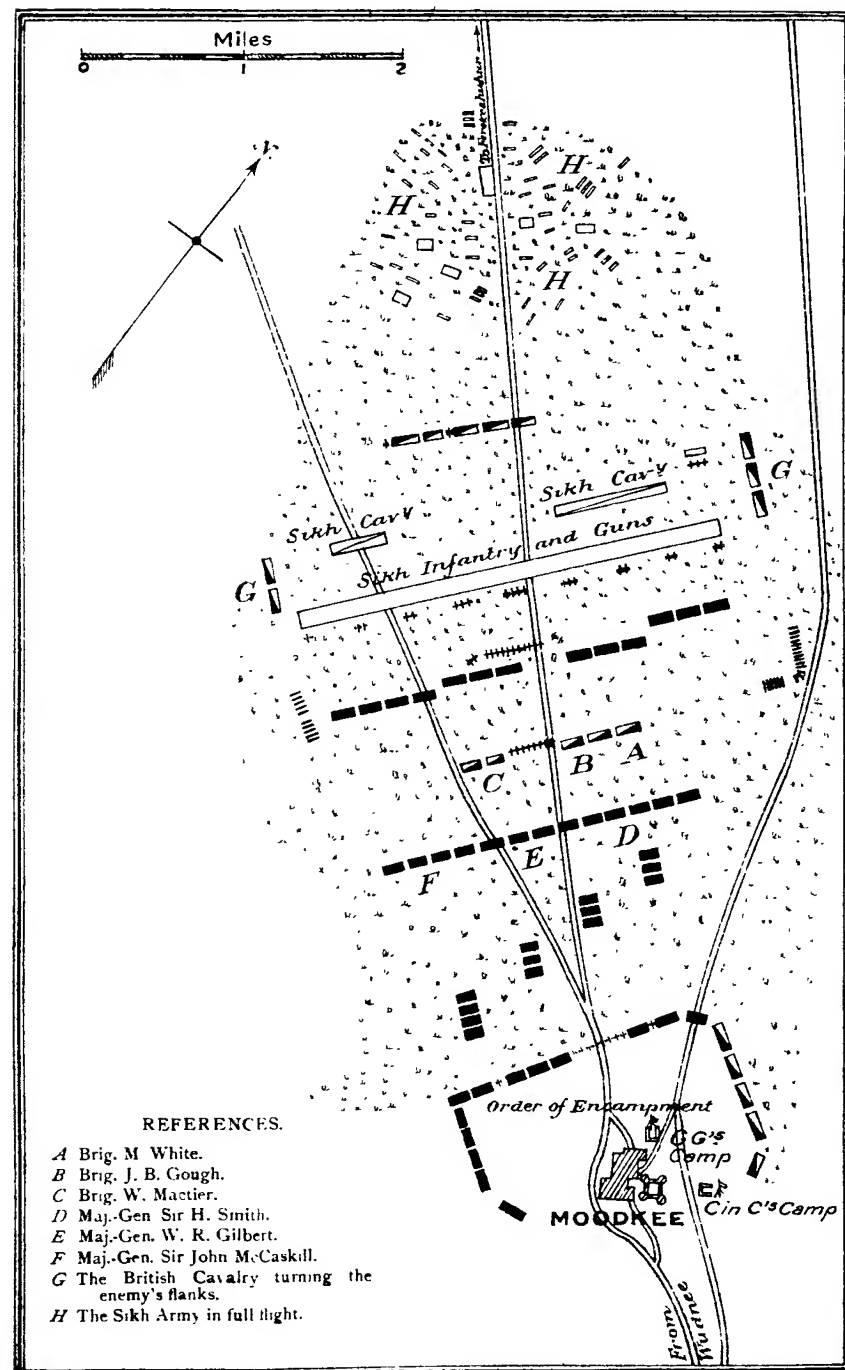 Miles
0 1 2
N
To Ferozeshuhur
H
H
H
G
Sikh Cavy
Sikh Cavy
Sikh Infantry and Guns
G
C
B
A
D
E
F
Order of Encampment
G G's
Camp
C in C's Camp
MOODKEE
From
Wudnee
REFERENCES.
A Brig. M White.
B Brig. J. B. Gough.
C Brig. W. Mactier.
D Maj.-Gen Sir H. Smith.
E Maj.-Gen. W. R. Gilbert.
F Maj.-Gen. Sir John McCaskill.
G The British Cavalry turning the
enemy's flanks.
H The Sikh Army in full flight.